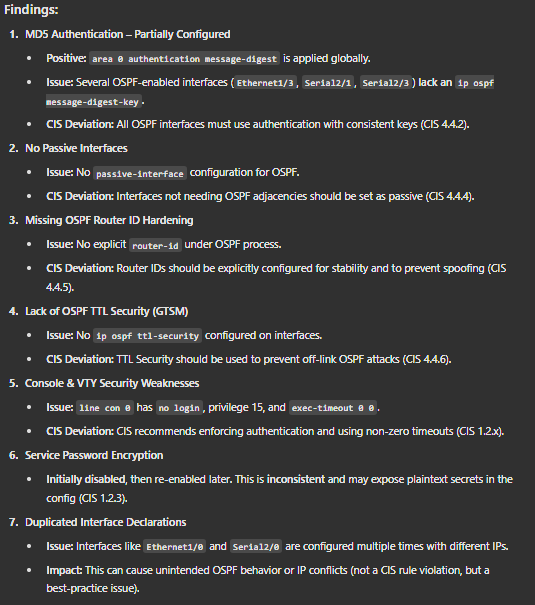 Findings:
1. MD5 Authentication – Partially Configured
• Positive: area 0 authentication message-digest is applied globally.
• Issue: Several OSPF-enabled interfaces (Ethernet1/3, Serial2/1, Serial2/3) lack an ip ospf
message-digest-key.
• CIS Deviation: All OSPF interfaces must use authentication with consistent keys (CIS 4.4.2).
2. No Passive Interfaces
• Issue: No passive-interface configuration for OSPF.
• CIS Deviation: Interfaces not needing OSPF adjacencies should be set as passive (CIS 4.4.4).
3. Missing OSPF Router ID Hardening
• Issue: No explicit router-id under OSPF process.
• CIS Deviation: Router IDs should be explicitly configured for stability and to prevent spoofing (CIS
4.4.5).
4. Lack of OSPF TTL Security (GTSM)
• Issue: No ip ospf ttl-security configured on interfaces.
• CIS Deviation: TTL Security should be used to prevent off-link OSPF attacks (CIS 4.4.6).
5. Console & VTY Security Weaknesses
• Issue: line con 0 has no login, privilege 15, and exec-timeout 0 0.
• CIS Deviation: CIS recommends enforcing authentication and using non-zero timeouts (CIS 1.2.x).
6. Service Password Encryption
• Initially disabled, then re-enabled later. This is inconsistent and may expose plaintext secrets in the
config (CIS 1.2.3).
7. Duplicated Interface Declarations
• Issue: Interfaces like Ethernet1/0 and Serial2/0 are configured multiple times with different IPs.
• Impact: This can cause unintended OSPF behavior or IP conflicts (not a CIS rule violation, but a
best-practice issue).